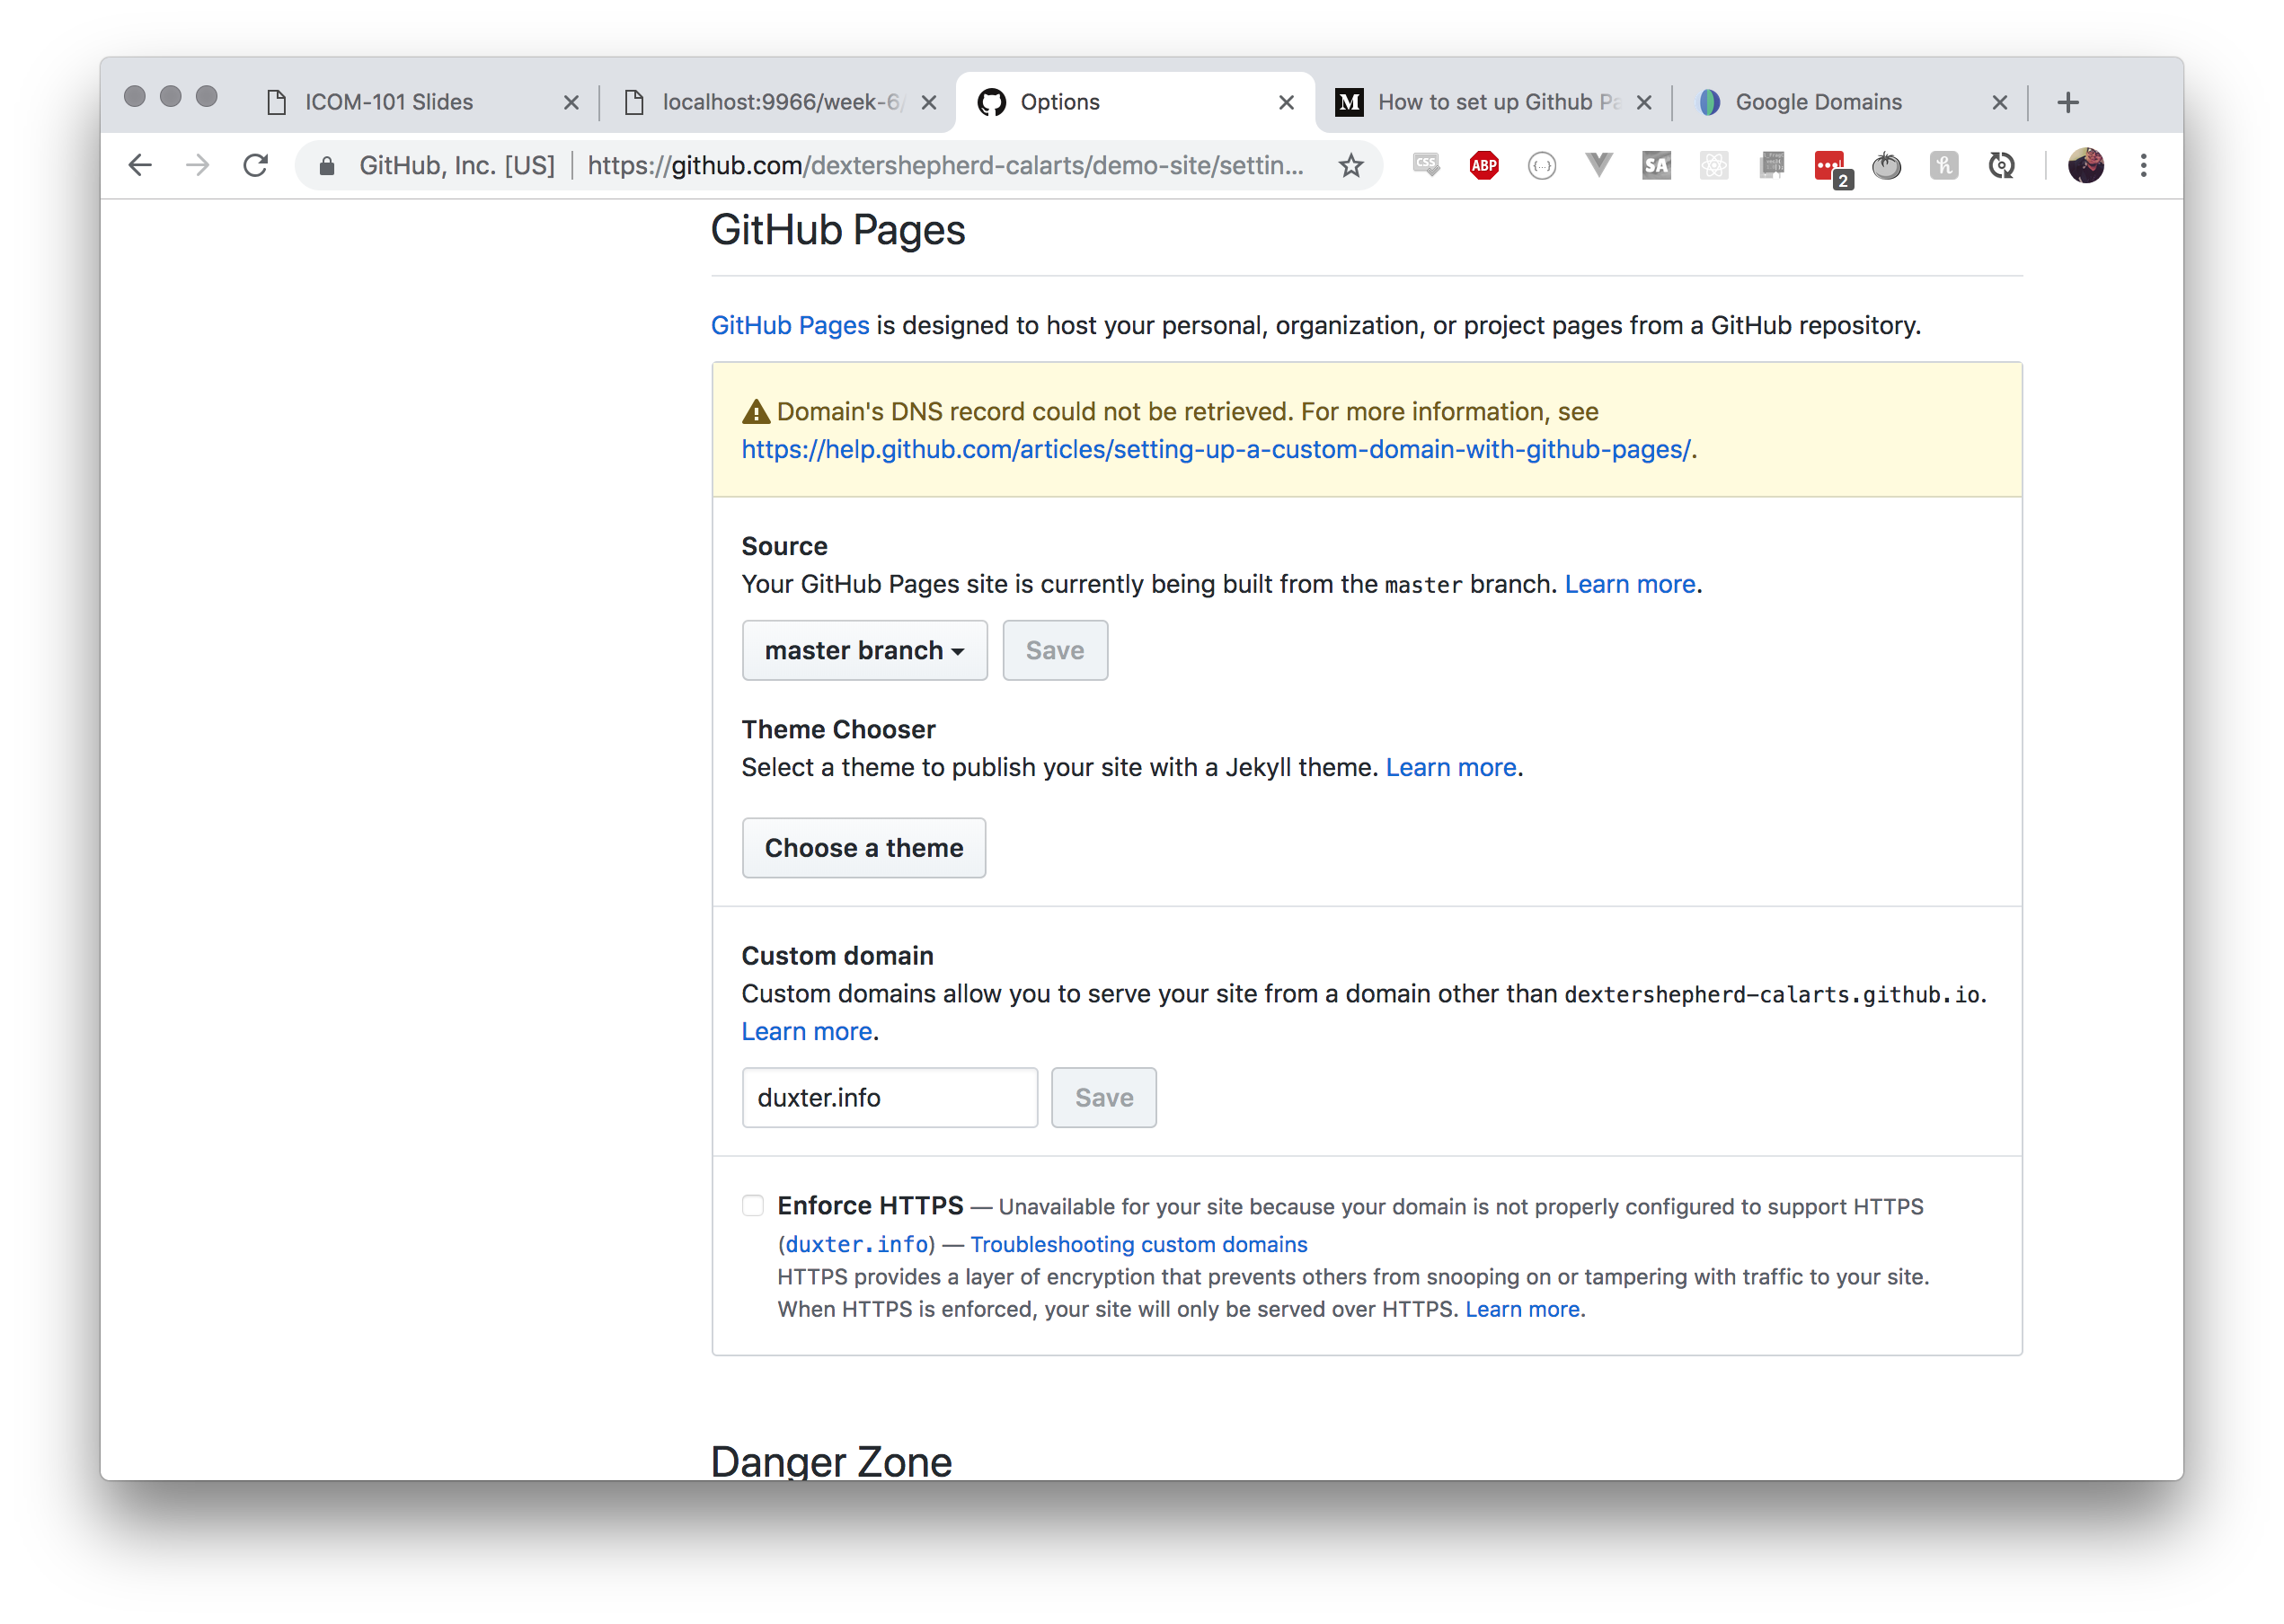 ICOM-101 Slides
localhost:9966/week-6/
Options
How to set up Github Pa
Google Domains
GitHub, Inc. [US] https://github.com/dextershepherd-calarts/demo-site/settin...
CSS
ABP
{...}
SA
2
h
GitHub Pages
GitHub Pages is designed to host your personal, organization, or project pages from a GitHub repository.
Domain's DNS record could not be retrieved. For more information, see
https://help.github.com/articles/setting-up-a-custom-domain-with-github-pages/.
Source
Your GitHub Pages site is currently being built from the master branch. Learn more.
master branch Save
Theme Chooser
Select a theme to publish your site with a Jekyll theme. Learn more.
Choose a theme
Custom domain
Custom domains allow you to serve your site from a domain other than dextershepherd-calarts.github.io.
Learn more.
duxter.info Save
Enforce HTTPS — Unavailable for your site because your domain is not properly configured to support HTTPS
(duxter.info) — Troubleshooting custom domains
HTTPS provides a layer of encryption that prevents others from snooping on or tampering with traffic to your site.
When HTTPS is enforced, your site will only be served over HTTPS. Learn more.
Danger Zone